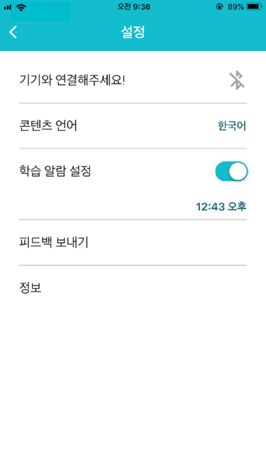 오전 9:36
89%
설정
기기와 연결해주세요!
콘텐츠 언어
한국어
학습 알람 설정
12:43 오후
피드백 보내기
정보